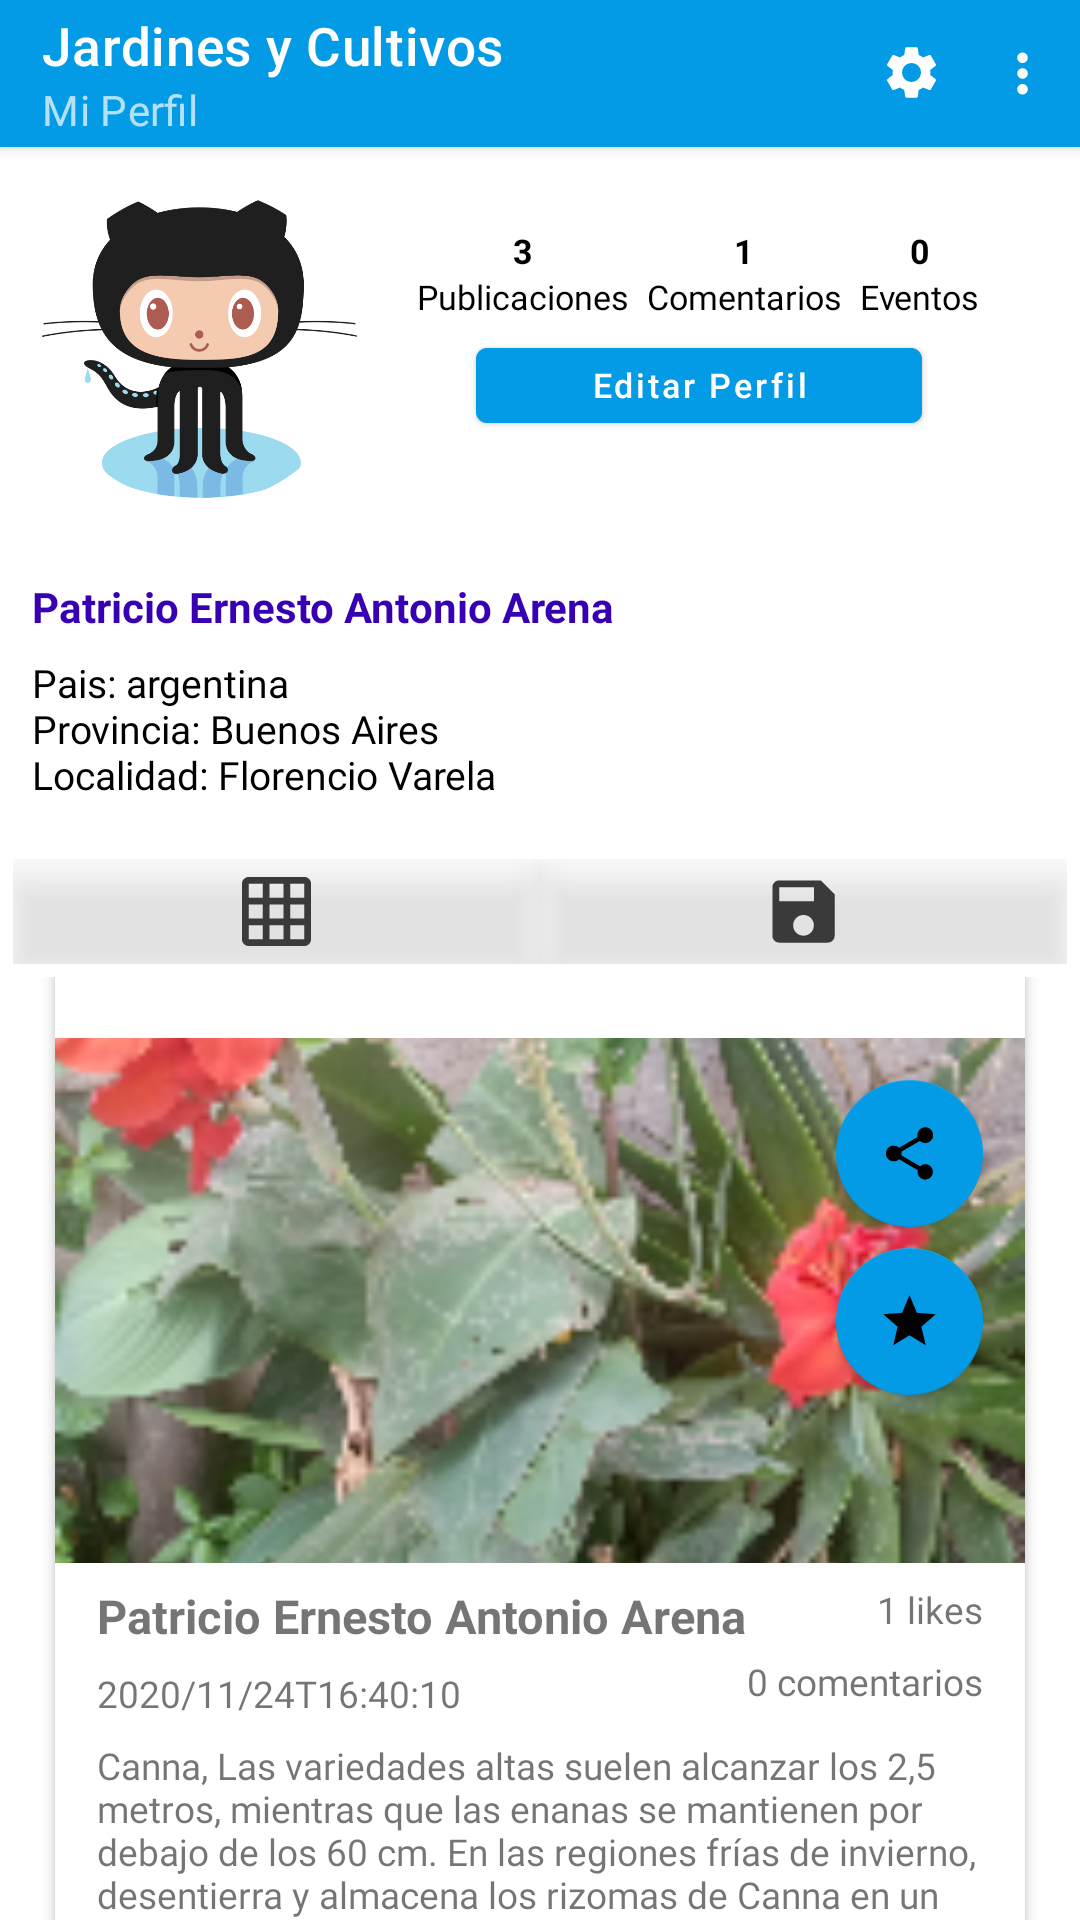 Jardines y Cultivos
Mi Perfil
3 1 0
Publicaciones Comentarios Eventos
Editar Perfil
Patricio Ernesto Antonio Arena
Pais: argentina
Provincia: Buenos Aires
Localidad: Florencio Varela
Patricio Ernesto Antonio Arena
1 likes
2020/11/24T16:40:10
0 comentarios
Canna, Las variedades altas suelen alcanzar los 2,5
metros, mientras que las enanas se mantienen por
debajo de los 60 cm. En las regiones frías de invierno,
desentierra y almacena los rizomas de Canna en un